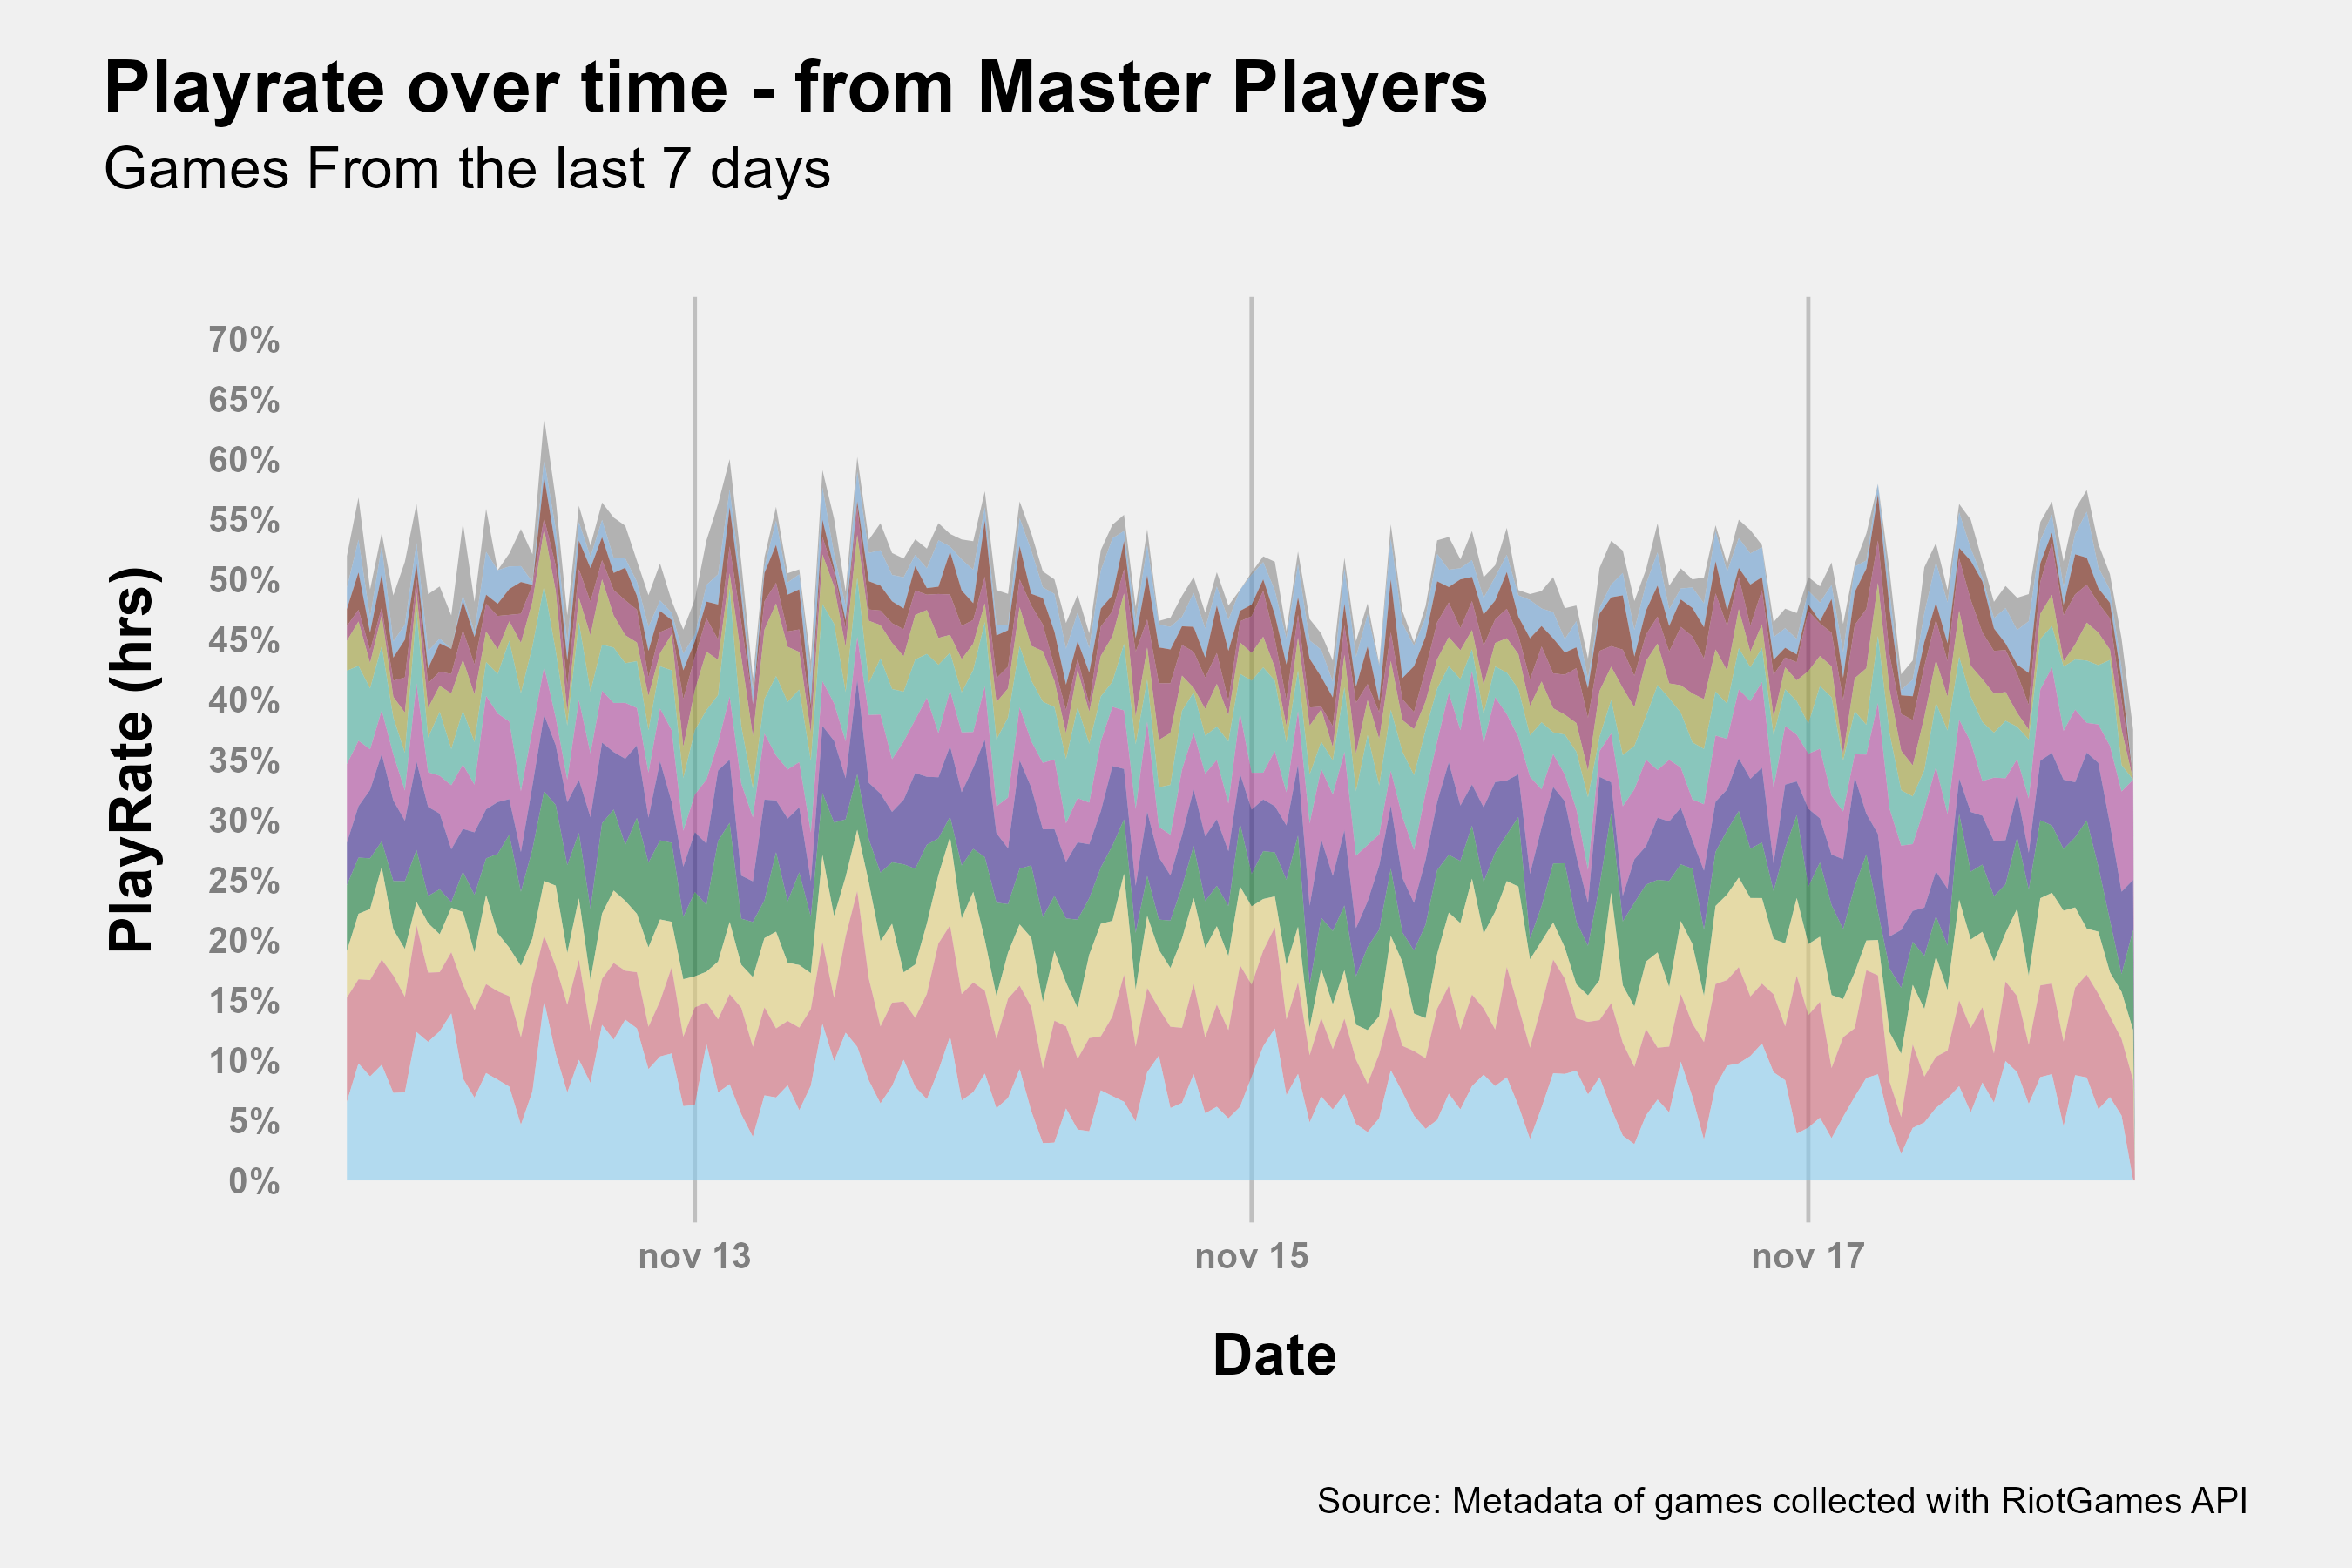 Playrate over time - from Master Players
Games From the last 7 days
70%
65%
60%
55%
50%
45%
40%
35%
30%
25%
20%
15%
10%
5%
0%
PlayRate (hrs)
nov 13
nov 15
nov 17
Date
Source: Metadata of games collected with RiotGames API